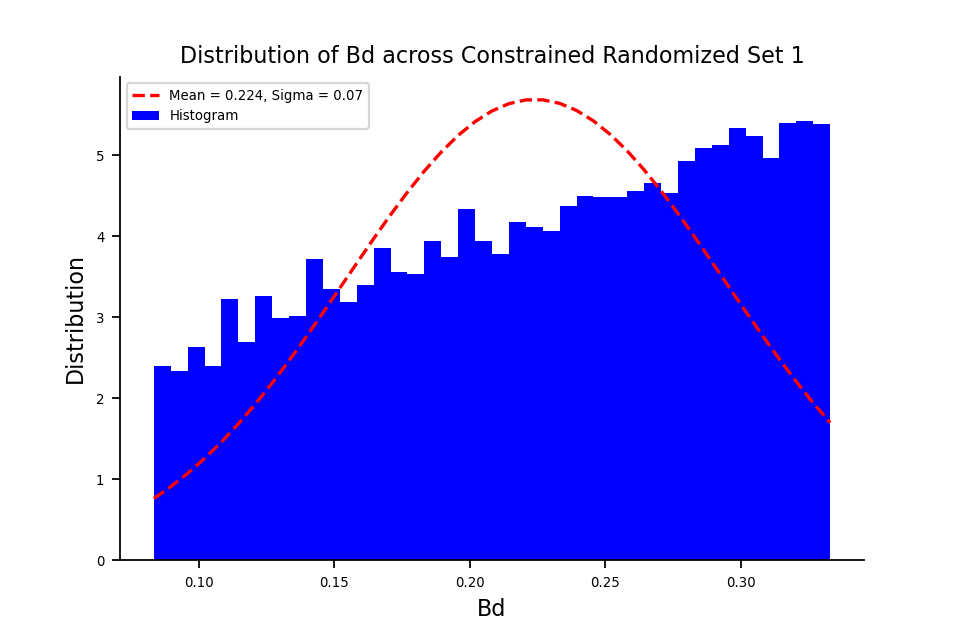 Distribution of Bd across Constrained Randomized Set 1
Mean = 0.224, Sigma = 0.07
Histogram
Distribution
5
4
3
2
1
0
0.10 0.15 0.20 0.25 0.30
Bd